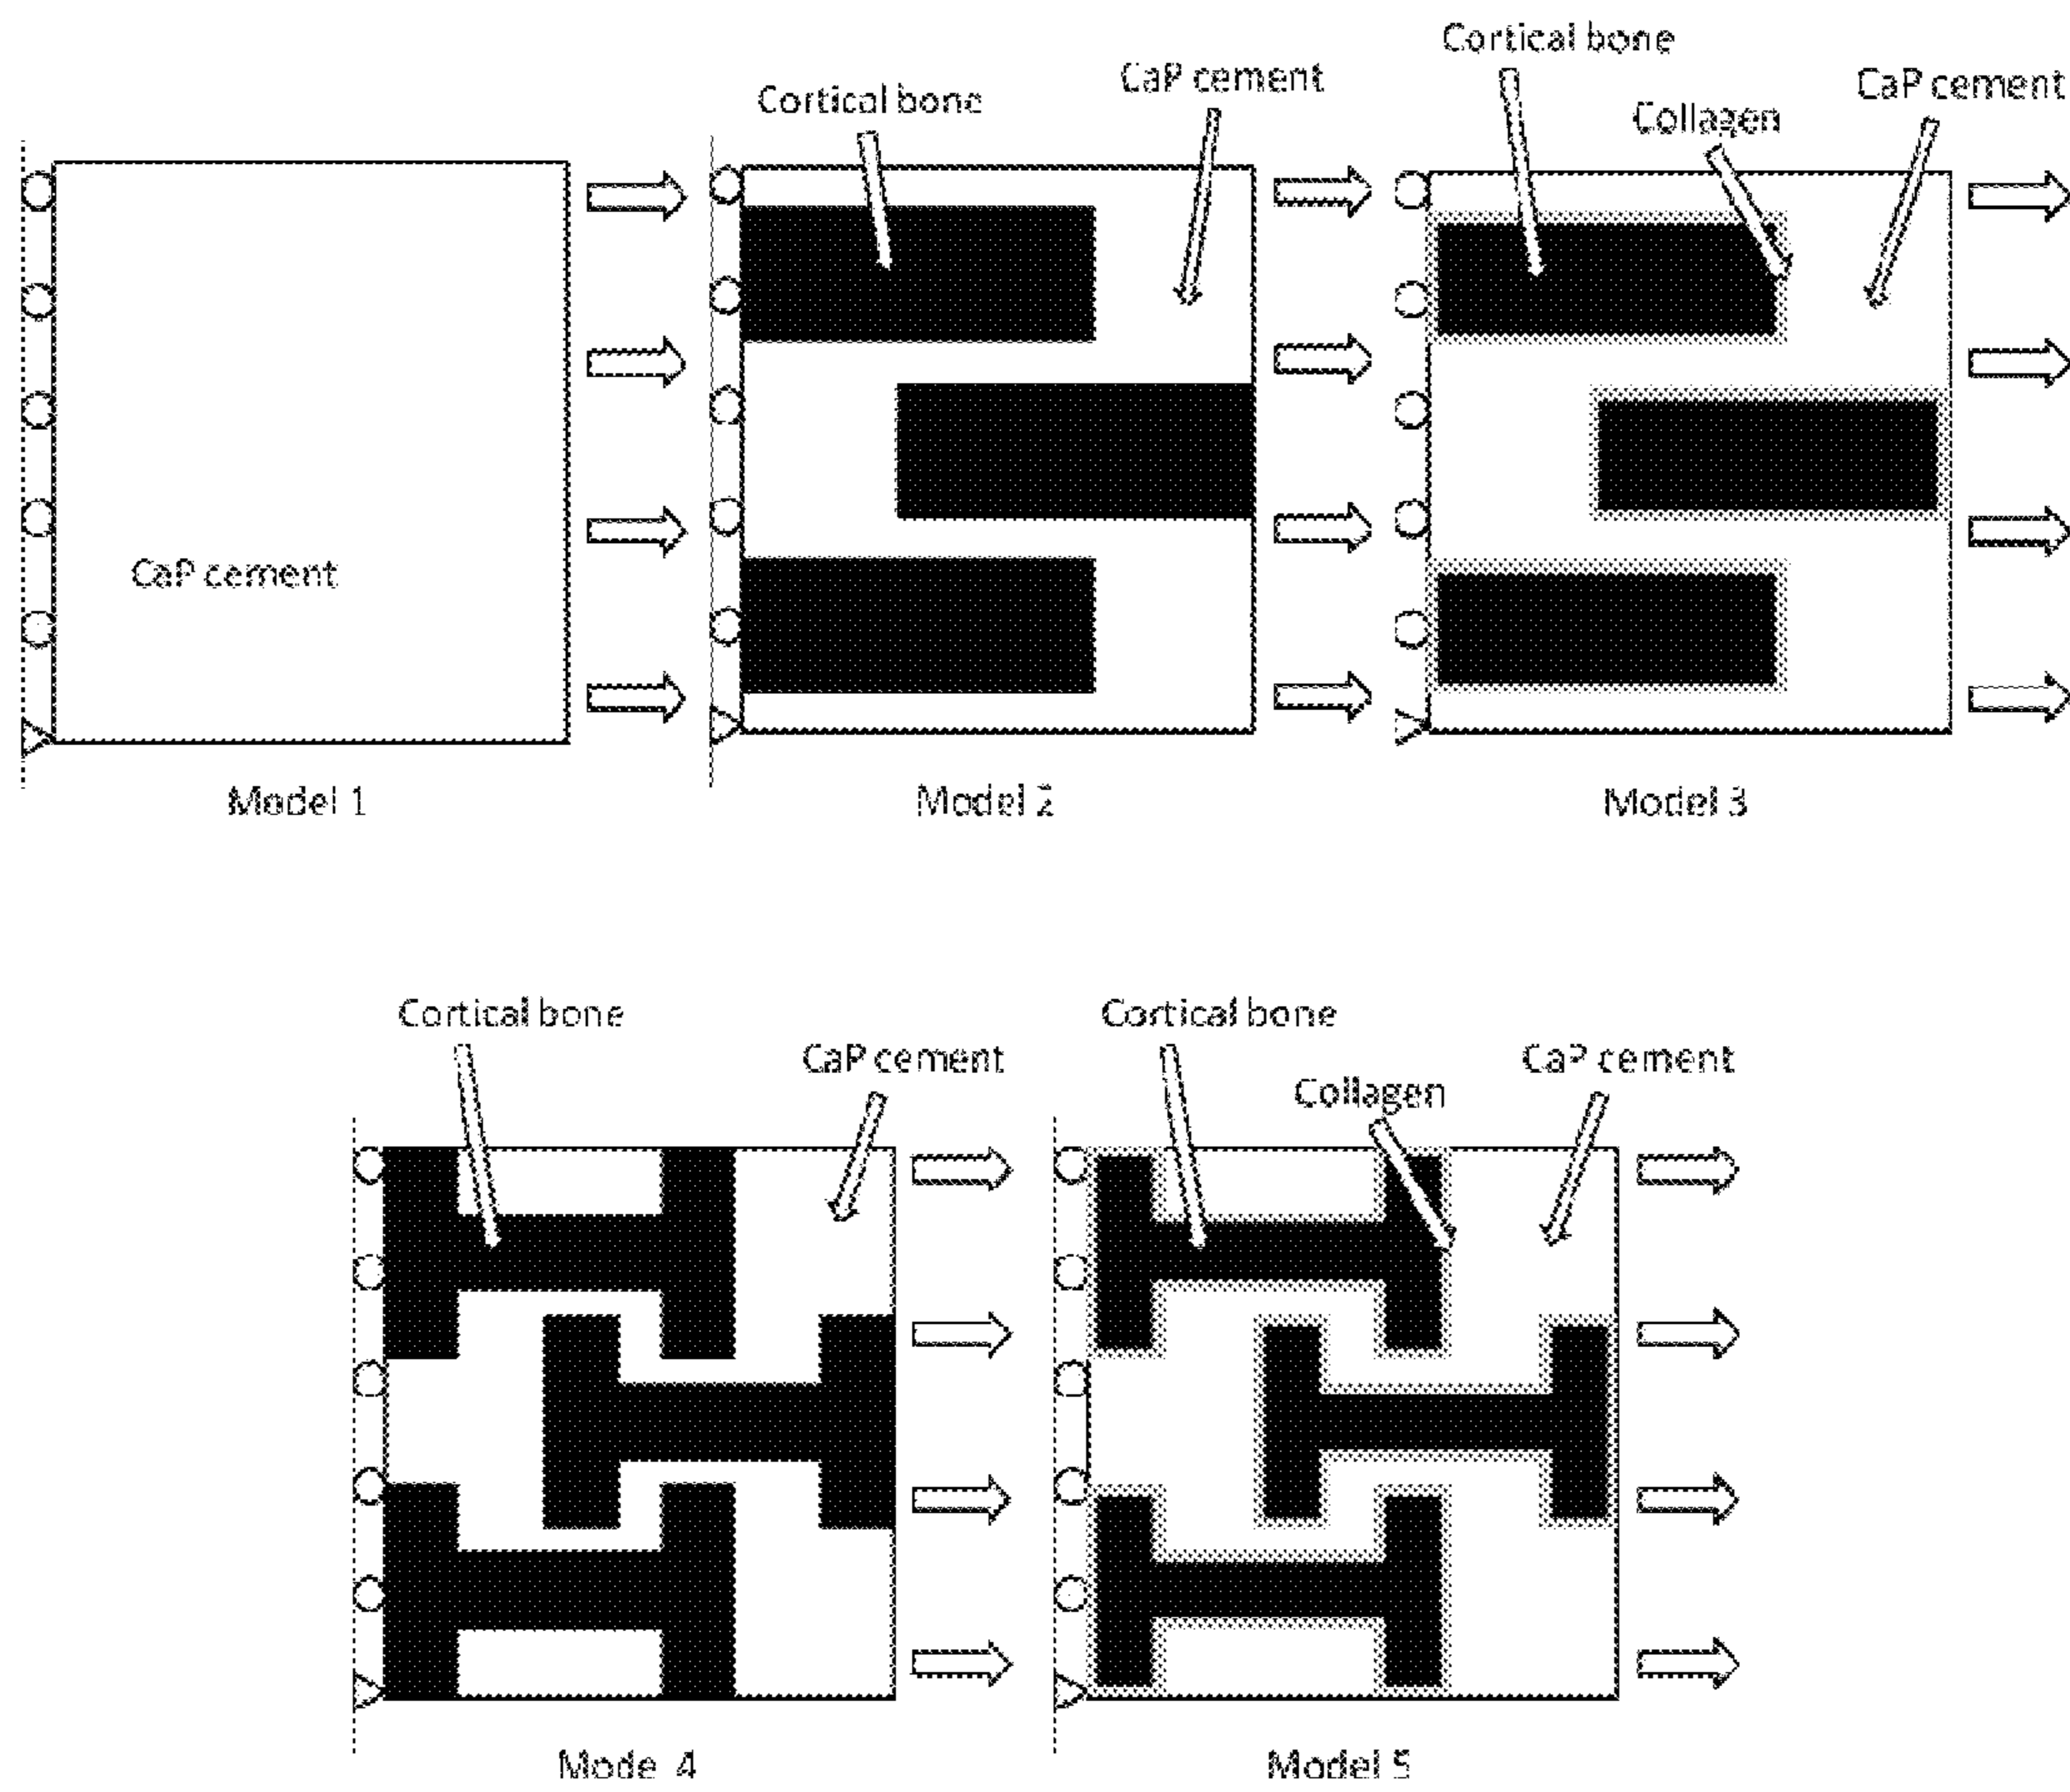 Cortical bone
CaP cement
Cortical bone
Collagen
CaP cement
CaP cement
Model 1
Model 2
Model 3
Cortical bone
CaP cement
Cortical bone
Collagen
CaP cement
Mode 4
Model 5